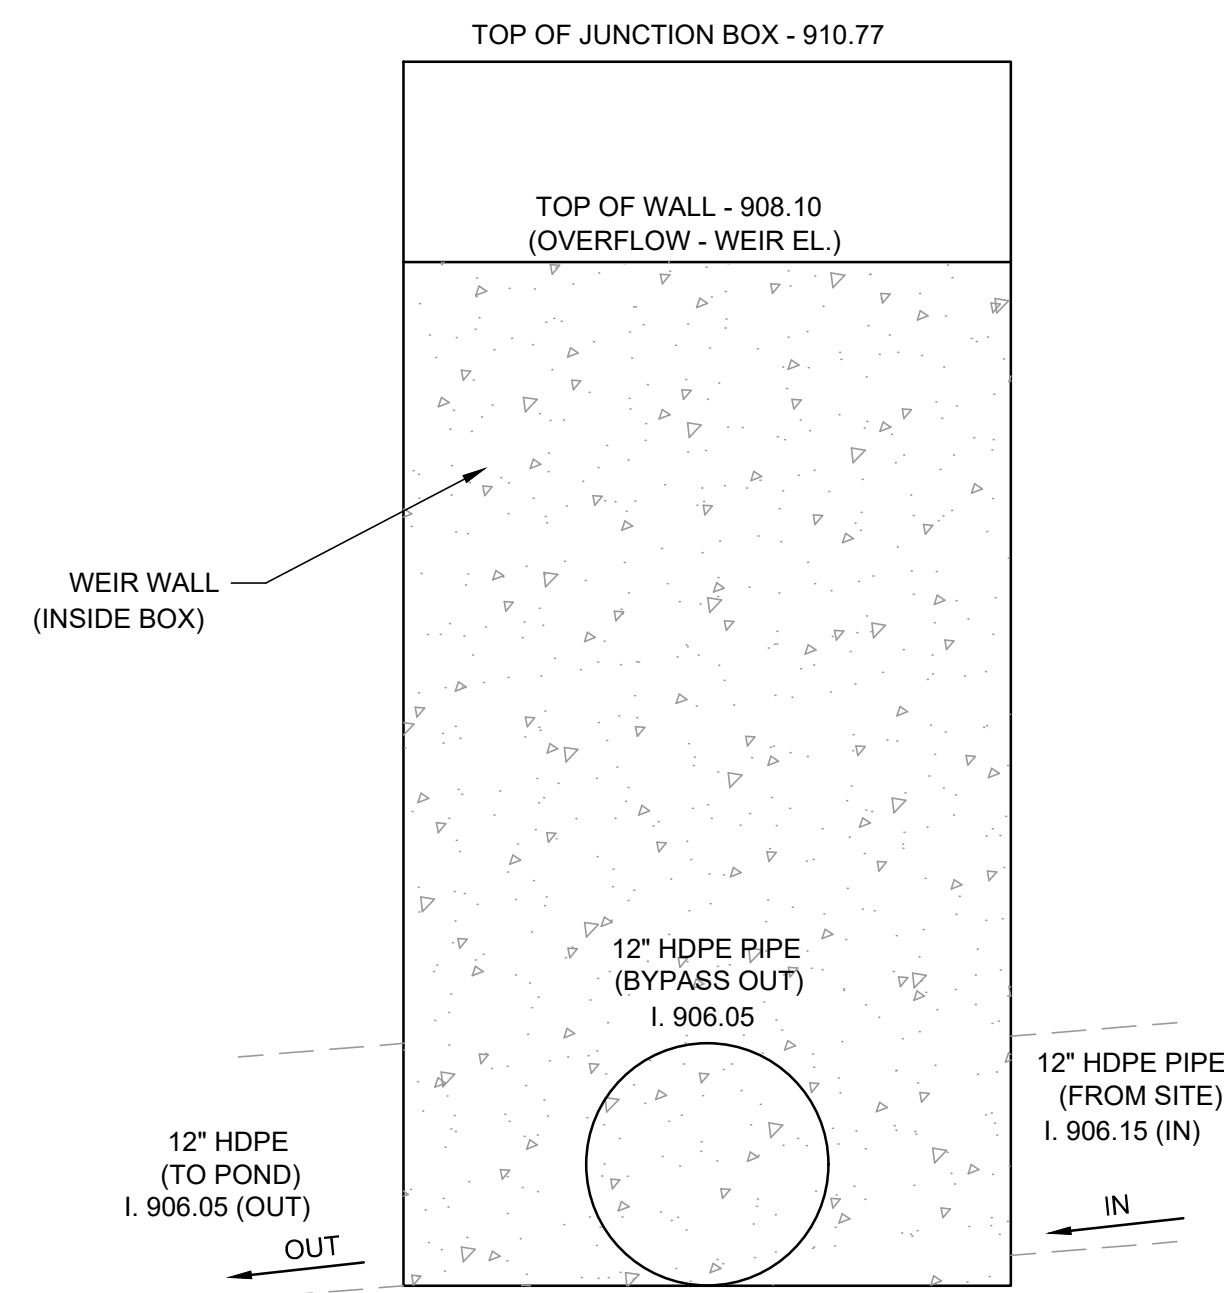 TOP OF JUNCTION BOX - 910.77
TOP OF WALL - 908.10
(OVERFLOW - WEIR EL.)
WEIR WALL
(INSIDE BOX)
12" HDPE PIPE
(BYPASS OUT)
I. 906.05
12" HDPE PIPE
(FROM SITE)
I. 906.15 (IN)
IN
12" HDPE
(TO POND)
I. 906.05 (OUT)
OUT